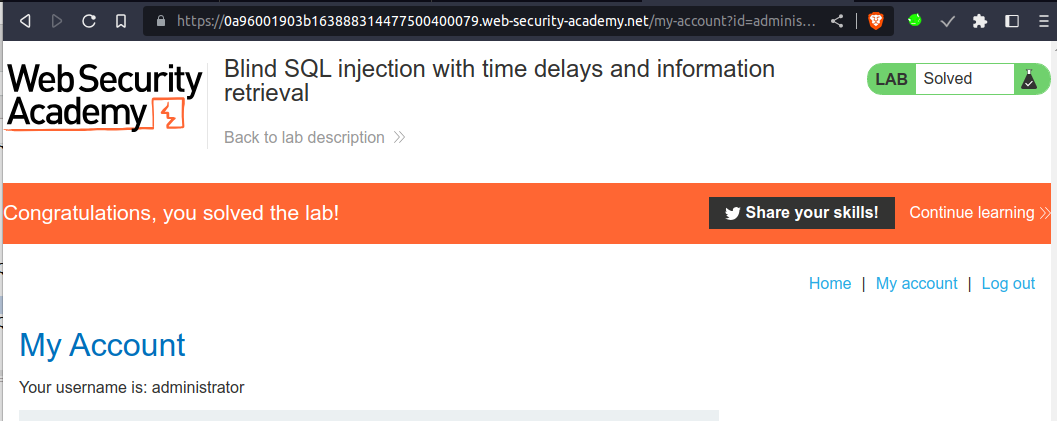 https://0a96001903b163888314477500400079.web-security-academy.net/my-account?id=adminis...
Web Security
Academy
Blind SQL injection with time delays and information
retrieval
Back to lab description
LAB Solved
Congratulations, you solved the lab!
Share your skills!
Continue learning
Home | My account | Log out
My Account
Your username is: administrator